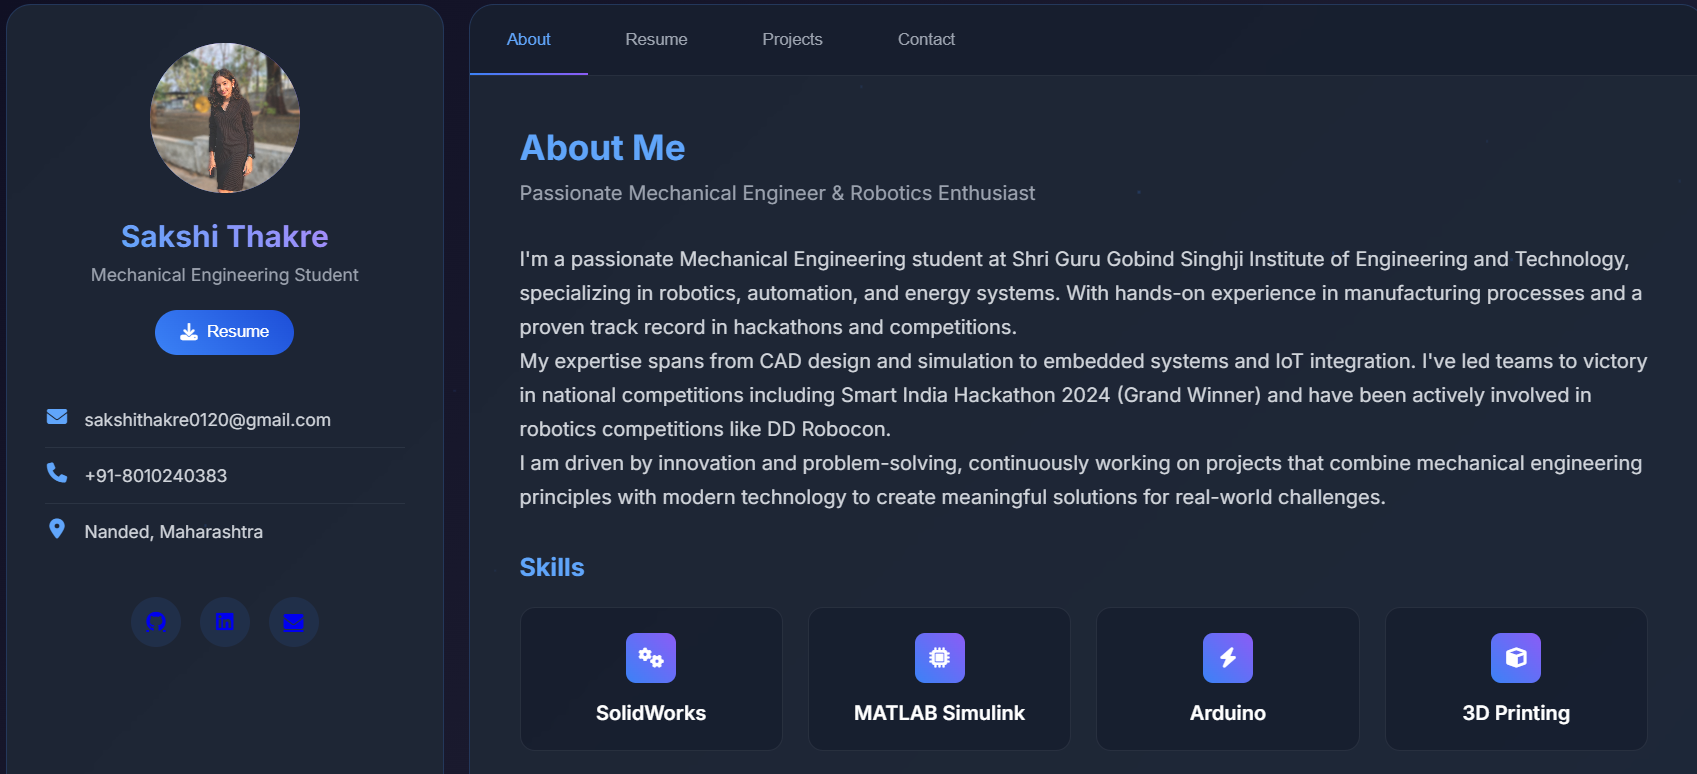 Sakshi Thakre
Mechanical Engineering Student
Resume
sakshithakre0120@gmail.com
+91-8010240383
Nanded, Maharashtra
About
Resume
Projects
Contact
About Me
Passionate Mechanical Engineer & Robotics Enthusiast
I'm a passionate Mechanical Engineering student at Shri Guru Gobind Singhji Institute of Engineering and Technology,
specializing in robotics, automation, and energy systems. With hands-on experience in manufacturing processes and a
proven track record in hackathons and competitions.
My expertise spans from CAD design and simulation to embedded systems and IoT integration. I've led teams to victory
in national competitions including Smart India Hackathon 2024 (Grand Winner) and have been actively involved in
robotics competitions like DD Robocon.
I am driven by innovation and problem-solving, continuously working on projects that combine mechanical engineering
principles with modern technology to create meaningful solutions for real-world challenges.
Skills
SolidWorks
MATLAB Simulink
Arduino
3D Printing